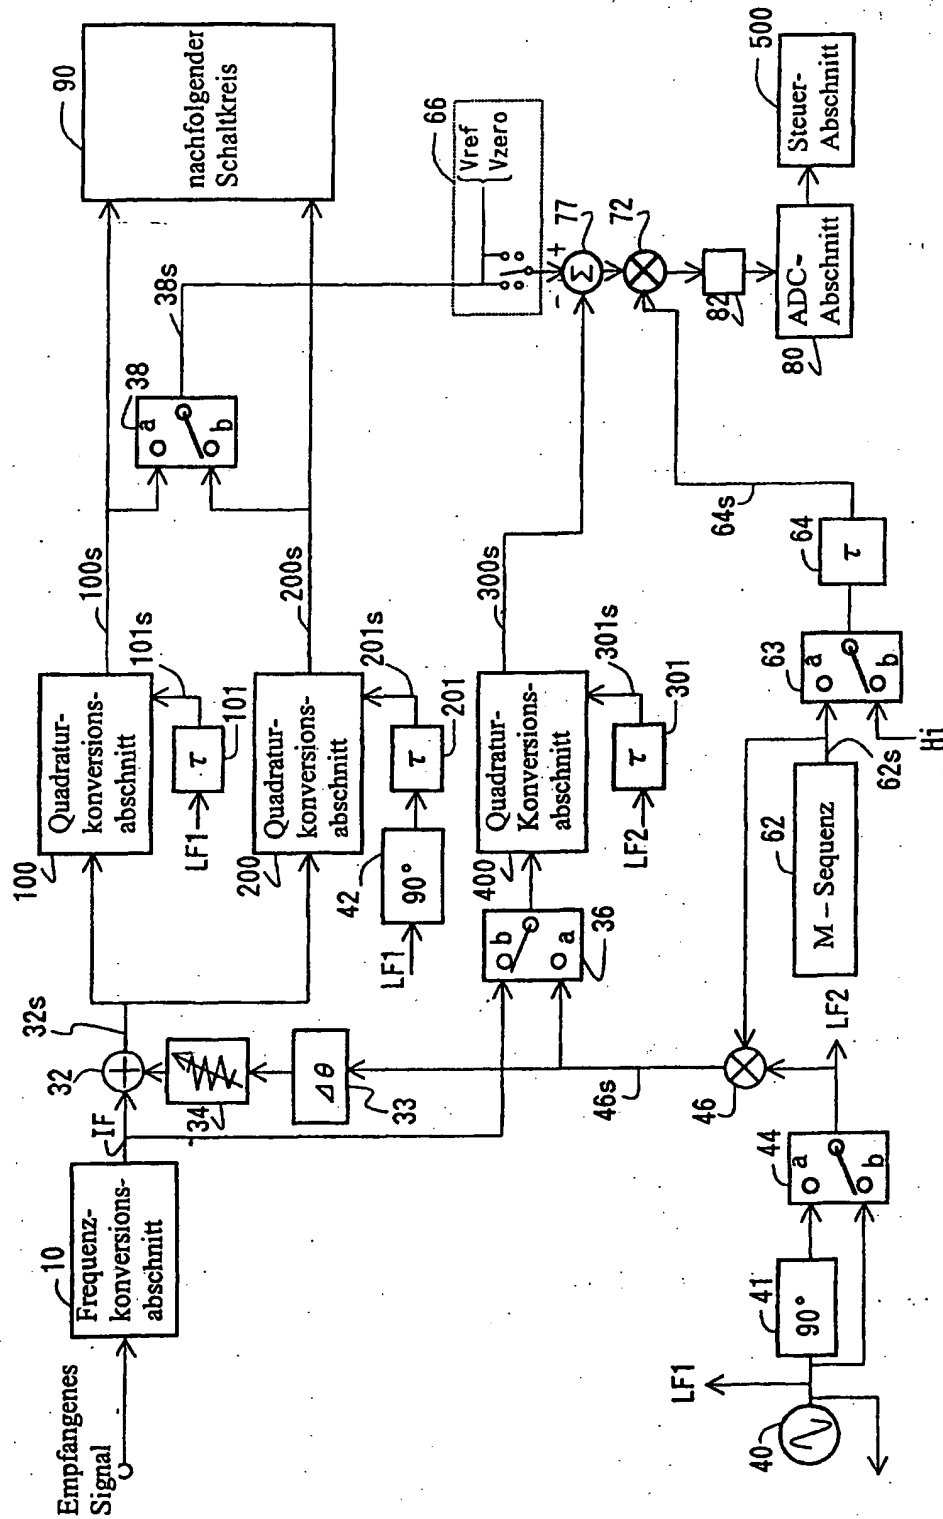 Empfangenes
Signal
10
Frequenz-
konversions-
abschnitt
IF
32
32s
34
Δθ
33
100
Quadratur-
konversions-
abschnitt
100s
101s
τ
101
LF1
200
Quadratur-
konversions-
abschnitt
200s
201s
τ
201
42
90°
LF1
38
a
b
38s
90
nachfolgender
Schaltkreis
66
Vref
Vzero
400
Quadratur-
Konversions-
abschnitt
300s
301s
τ
301
LF2
b
a
36
+
-
Σ
77
72
82
ADC-
Abschnitt
80
Steuer-
Abschnitt
500
46s
46
40
LF1
41
90°
44
a
b
LF2
62
M – Sequenz
62s
63
a
b
Hi
64
τ
64s